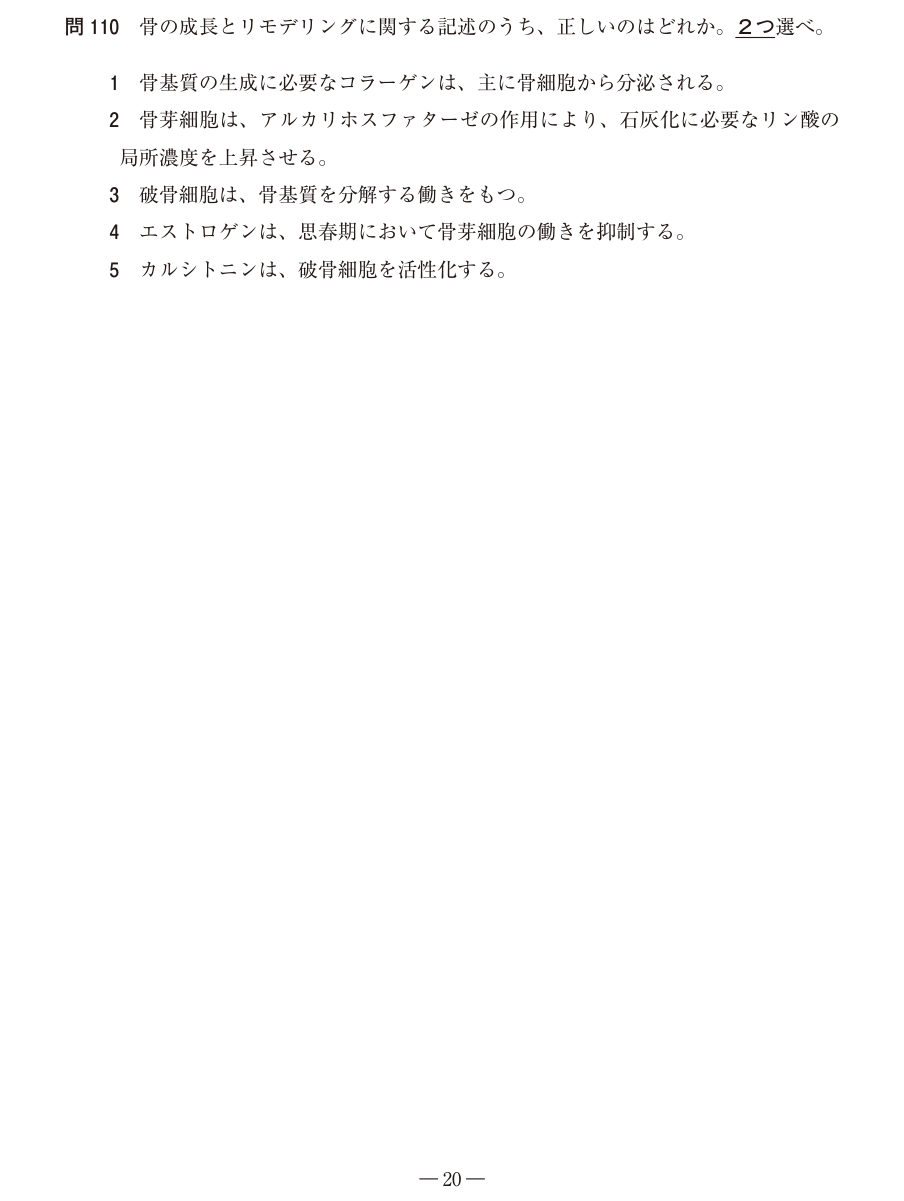 問 110　骨の成長とリモデリングに関する記述のうち、正しいのはどれか。２つ選べ。
1　骨基質の生成に必要なコラーゲンは、主に骨細胞から分泌される。
2　骨芽細胞は、アルカリホスファターゼの作用により、石灰化に必要なリン酸の
局所濃度を上昇させる。
3　破骨細胞は、骨基質を分解する働きをもつ。
4　エストロゲンは、思春期において骨芽細胞の働きを抑制する。
5　カルシトニンは、破骨細胞を活性化する。
― 20 ―